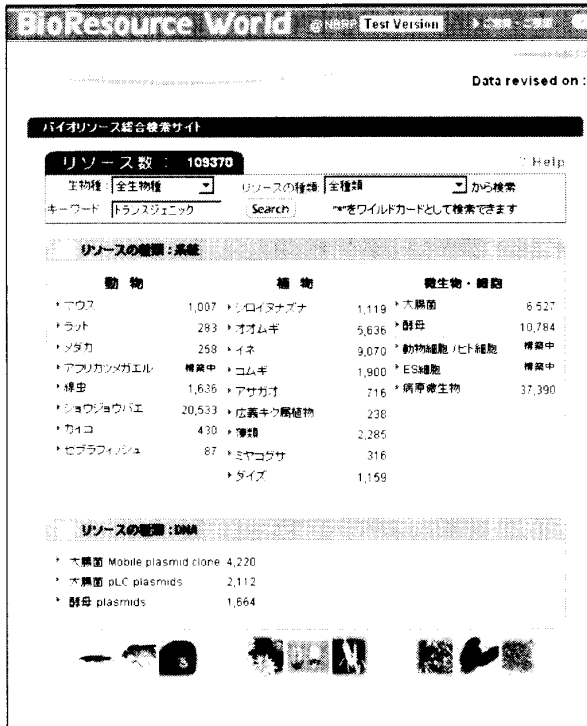 BioResource World @NBRP Test Version
Data revised on :
バイオリソース総合検索サイト
リソース数 : 109370
Help
生物種 : 全生物種 リソースの種類: 全種類 から検索
キーワード トランスジェニック Search "*"をワイルドカードとして検索できます
リソースの種類 : 系統
動 物
マウス 1,007
ラット 283
メダカ 258
アフリカツメガエル 構築中
線虫 1,636
ショウジョウバエ 20,533
カイコ 430
ゼブラフィッシュ 87
植 物
シロイヌナズナ 1,119
オオムギ 5,636
イネ 9,070
コムギ 1,900
アサガオ 716
広義キク属植物 238
藻類 2,285
ミヤコグサ 316
ダイズ 1,159
微生物・細胞
大腸菌 6,527
酵母 10,784
動物細胞 /ヒト細胞 構築中
ES細胞 構築中
病原微生物 37,390
リソースの種類 : DNA
大腸菌 Mobile plasmid clone 4,220
大腸菌 pLC plasmids 2,112
酵母 plasmids 1,664